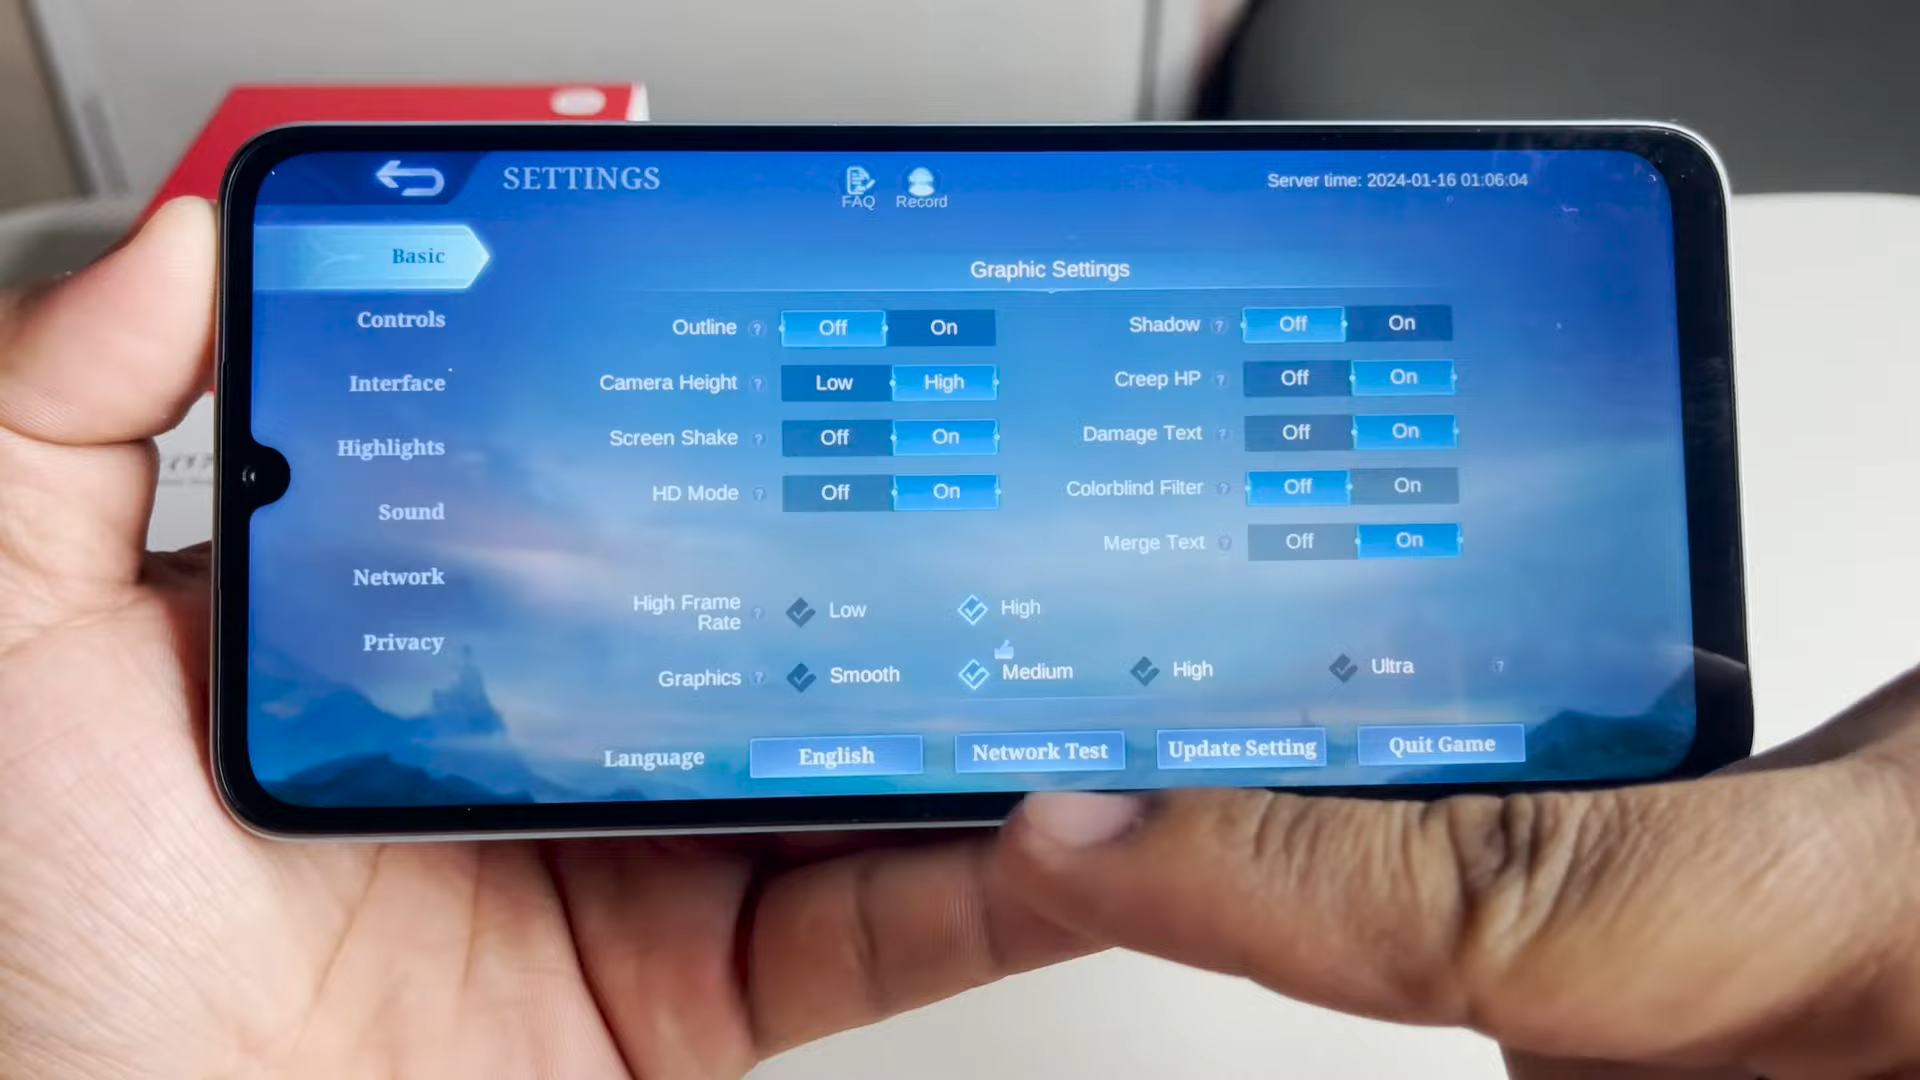 SETTINGS
FAQ
Record
Server time: 2024-01-16 01:06:04
Basic
Controls
Interface
Highlights
Sound
Network
Privacy
Graphic Settings
Outline ? Off On
Shadow ? Off On
Camera Height ? Low High
Creep HP ? Off On
Screen Shake ? Off On
Damage Text ? Off On
HD Mode ? Off On
Colorblind Filter ? Off On
Merge Text ? Off On
High Frame
Rate ? Low High
Graphics ? Smooth Medium High Ultra ?
Language English Network Test Update Setting Quit Game